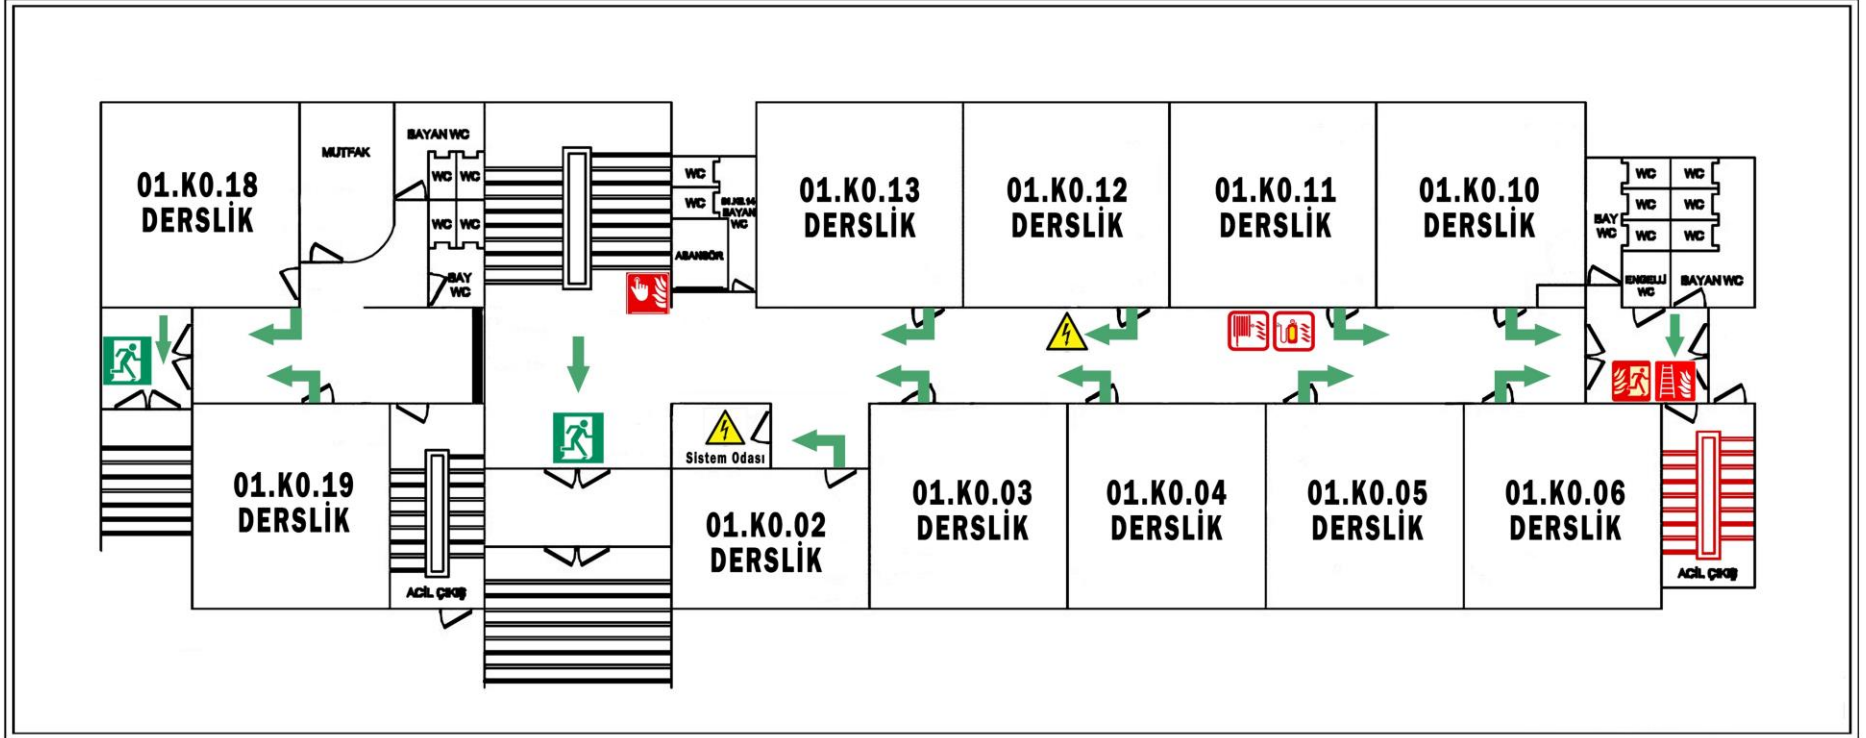 01.K0.18
DERSLİK
MUTFAK
BAYAN WC
WC
WC
WC
WC
BAY
WC
WC
WC
BAYAN
WC
ASANSÖR
01.K0.13
DERSLİK
01.K0.12
DERSLİK
01.K0.11
DERSLİK
01.K0.10
DERSLİK
BAY
WC
WC
WC
WC
WC
WC
WC
ENGELLİ
WC
BAYAN WC
01.K0.19
DERSLİK
ACİL ÇIKIŞ
Sistem Odası
01.K0.02
DERSLİK
01.K0.03
DERSLİK
01.K0.04
DERSLİK
01.K0.05
DERSLİK
01.K0.06
DERSLİK
ACİL ÇIKIŞ